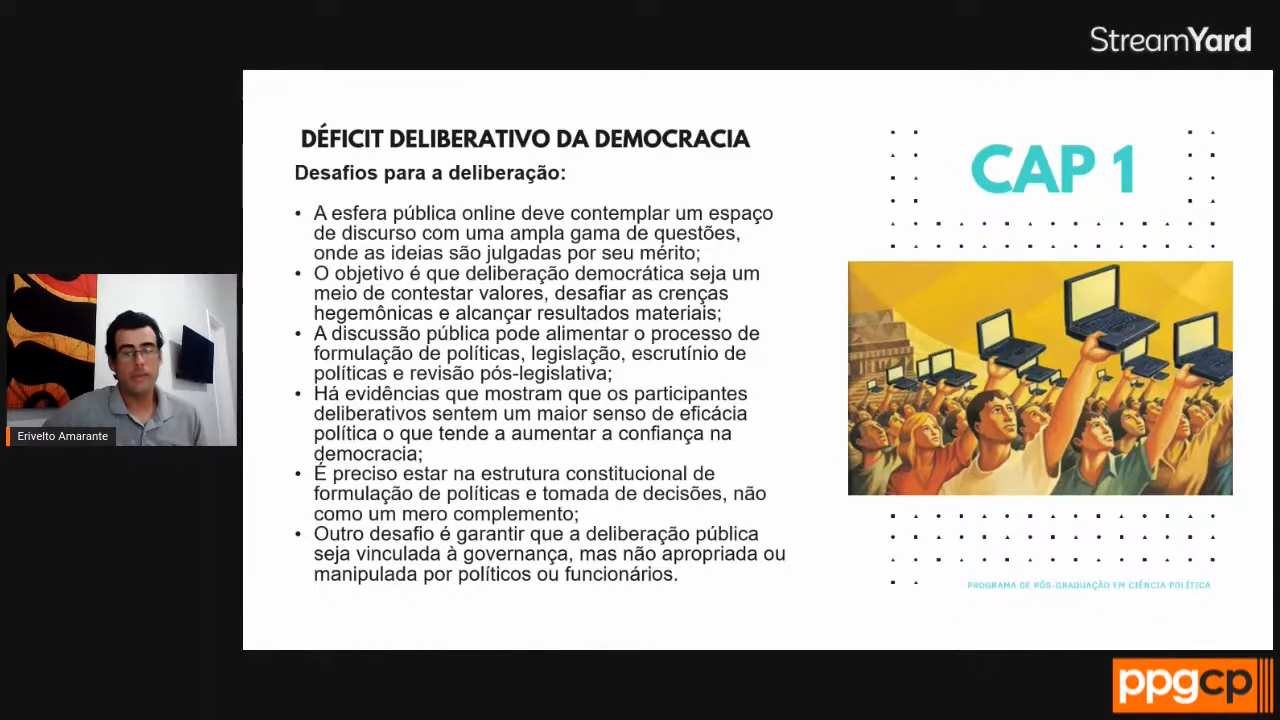 StreamYard
DÉFICIT DELIBERATIVO DA DEMOCRACIA
Desafios para a deliberação:
• A esfera pública online deve contemplar um espaço
de discurso com uma ampla gama de questões,
onde as ideias são julgadas por seu mérito;
• O objetivo é que deliberação democrática seja um
meio de contestar valores, desafiar as crenças
hegemônicas e alcançar resultados materiais;
• A discussão pública pode alimentar o processo de
formulação de políticas, legislação, escrutínio de
políticas e revisão pós-legislativa;
• Há evidências que mostram que os participantes
deliberativos sentem um maior senso de eficácia
política o que tende a aumentar a confiança na
democracia;
• É preciso estar na estrutura constitucional de
formulação de políticas e tomada de decisões, não
como um mero complemento;
• Outro desafio é garantir que a deliberação pública
seja vinculada à governança, mas não apropriada ou
manipulada por políticos ou funcionários.
CAP 1
PROGRAMA DE PÓS-GRADUAÇÃO EM CIÊNCIA POLÍTICA
Erivelto Amarante
ppgcp